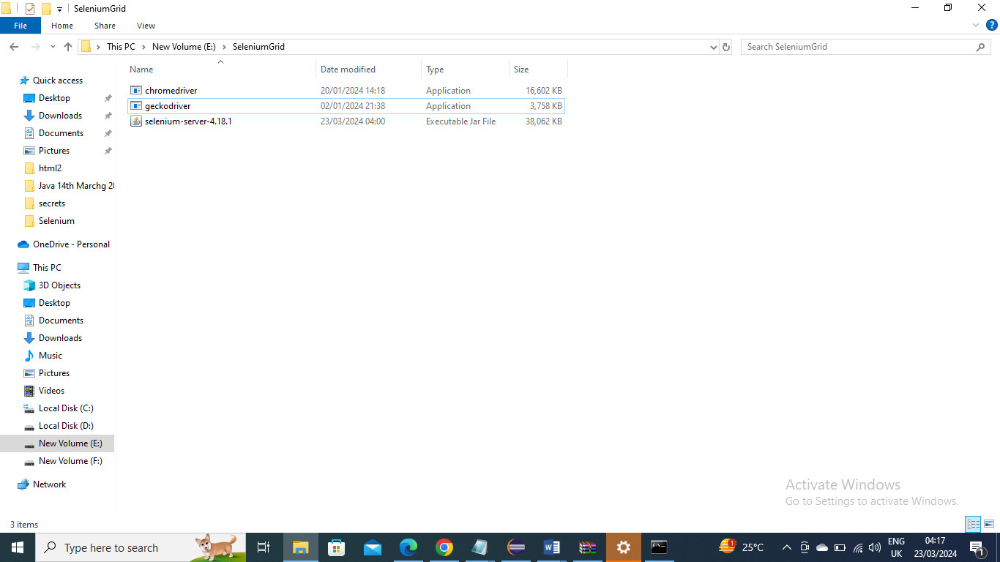 SeleniumGrid
File Home Share View
This PC New Volume (E:) SeleniumGrid
Search SeleniumGrid
Name Date modified Type Size
chromedriver 20/01/2024 14:18 Application 16,602 KB
geckodriver 02/01/2024 21:38 Application 3,758 KB
selenium-server-4.18.1 23/03/2024 04:00 Executable Jar File 38,062 KB
Quick access
Desktop
Downloads
Documents
Pictures
html2
Java 14th Marchg 20
secrets
Selenium
OneDrive - Personal
This PC
3D Objects
Desktop
Documents
Downloads
Music
Pictures
Videos
Local Disk (C:)
Local Disk (D:)
New Volume (E:)
New Volume (F:)
Network
Activate Windows
Go to Settings to activate Windows.
3 items
Type here to search
1
25°C
ENG
UK
04:17
23/03/2024
1